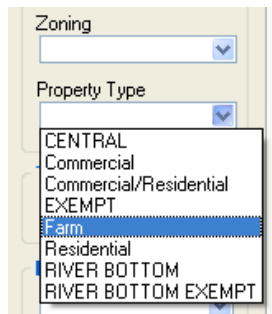 Zoning
Property Type
CENTRAL
Commercial
Commercial/Residential
EXEMPT
Farm
Residential
RIVER BOTTOM
RIVER BOTTOM EXEMPT